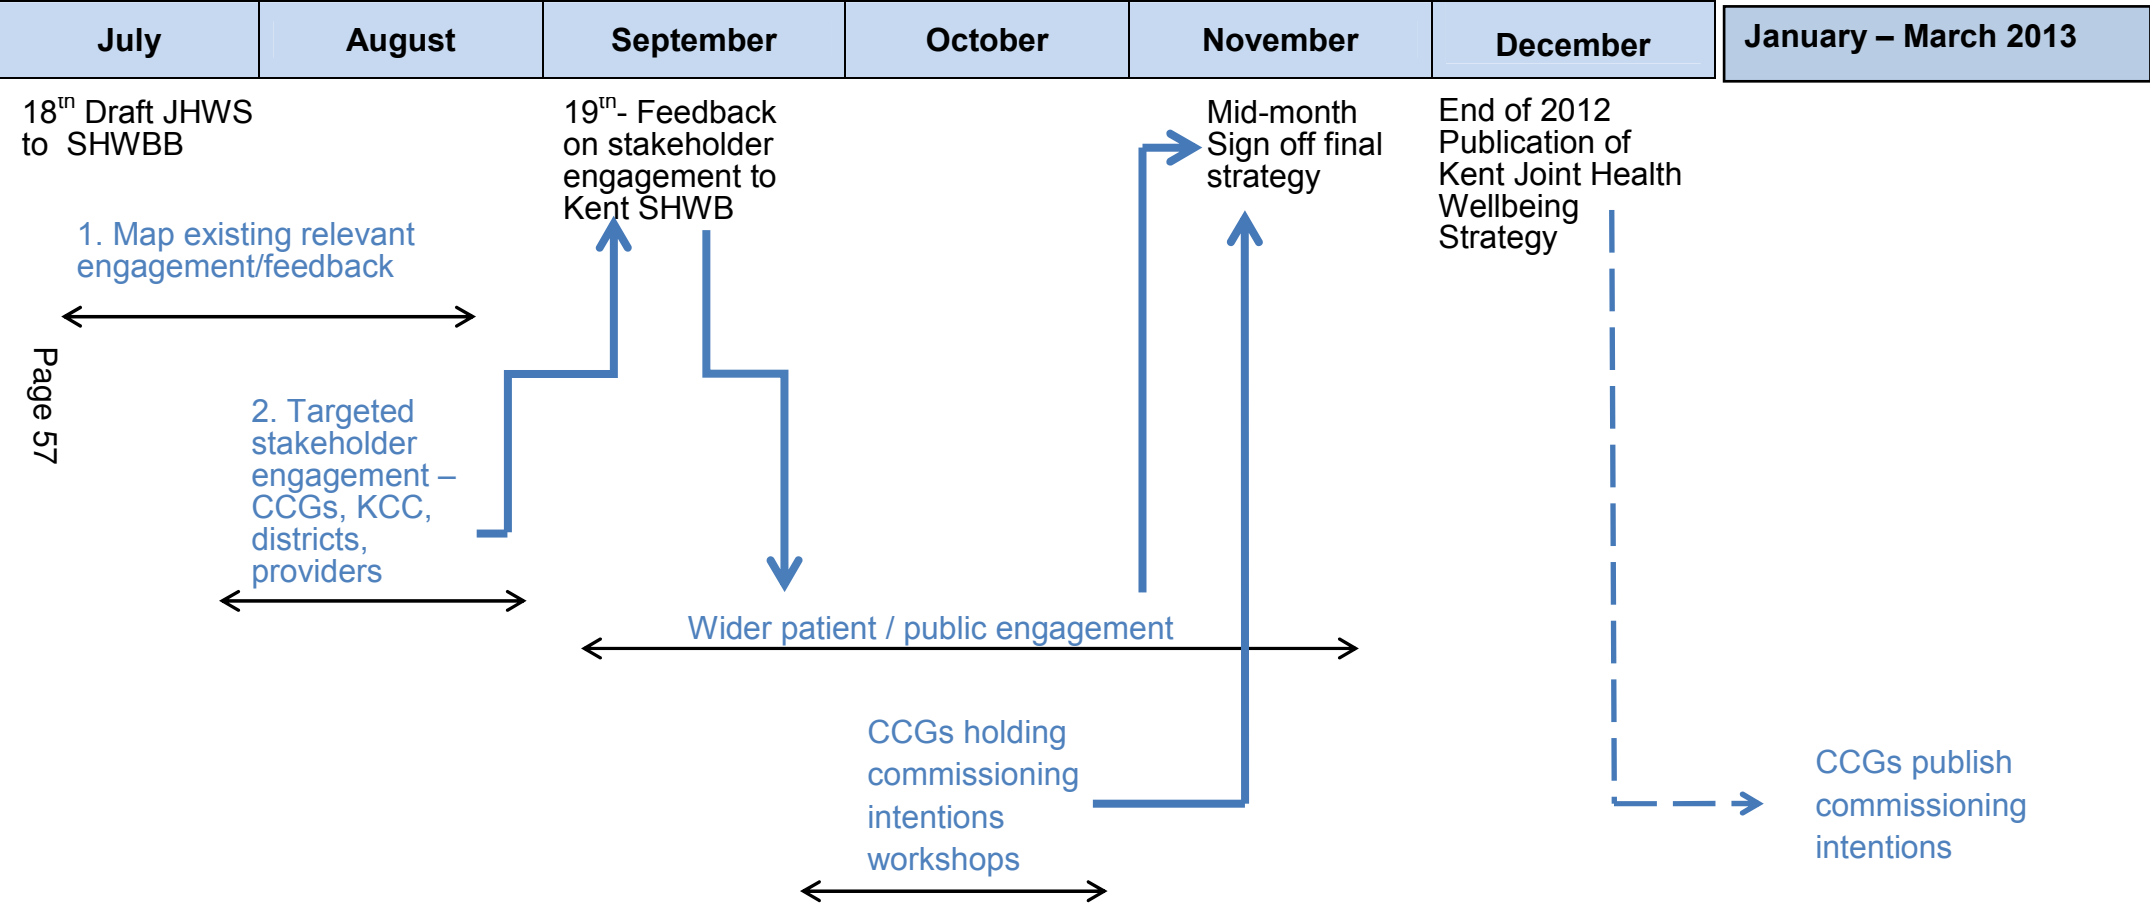 July
August
September
October
November
December
January – March 2013
18th Draft JHWS
to SHWBB
19th- Feedback
on stakeholder
engagement to
Kent SHWB
Mid-month
Sign off final
strategy
End of 2012
Publication of
Kent Joint Health
Wellbeing
Strategy
1. Map existing relevant
engagement/feedback
Page 57
2. Targeted
stakeholder
engagement –
CCGs, KCC,
districts,
providers
Wider patient / public engagement
CCGs holding
commissioning
intentions
workshops
CCGs publish
commissioning
intentions